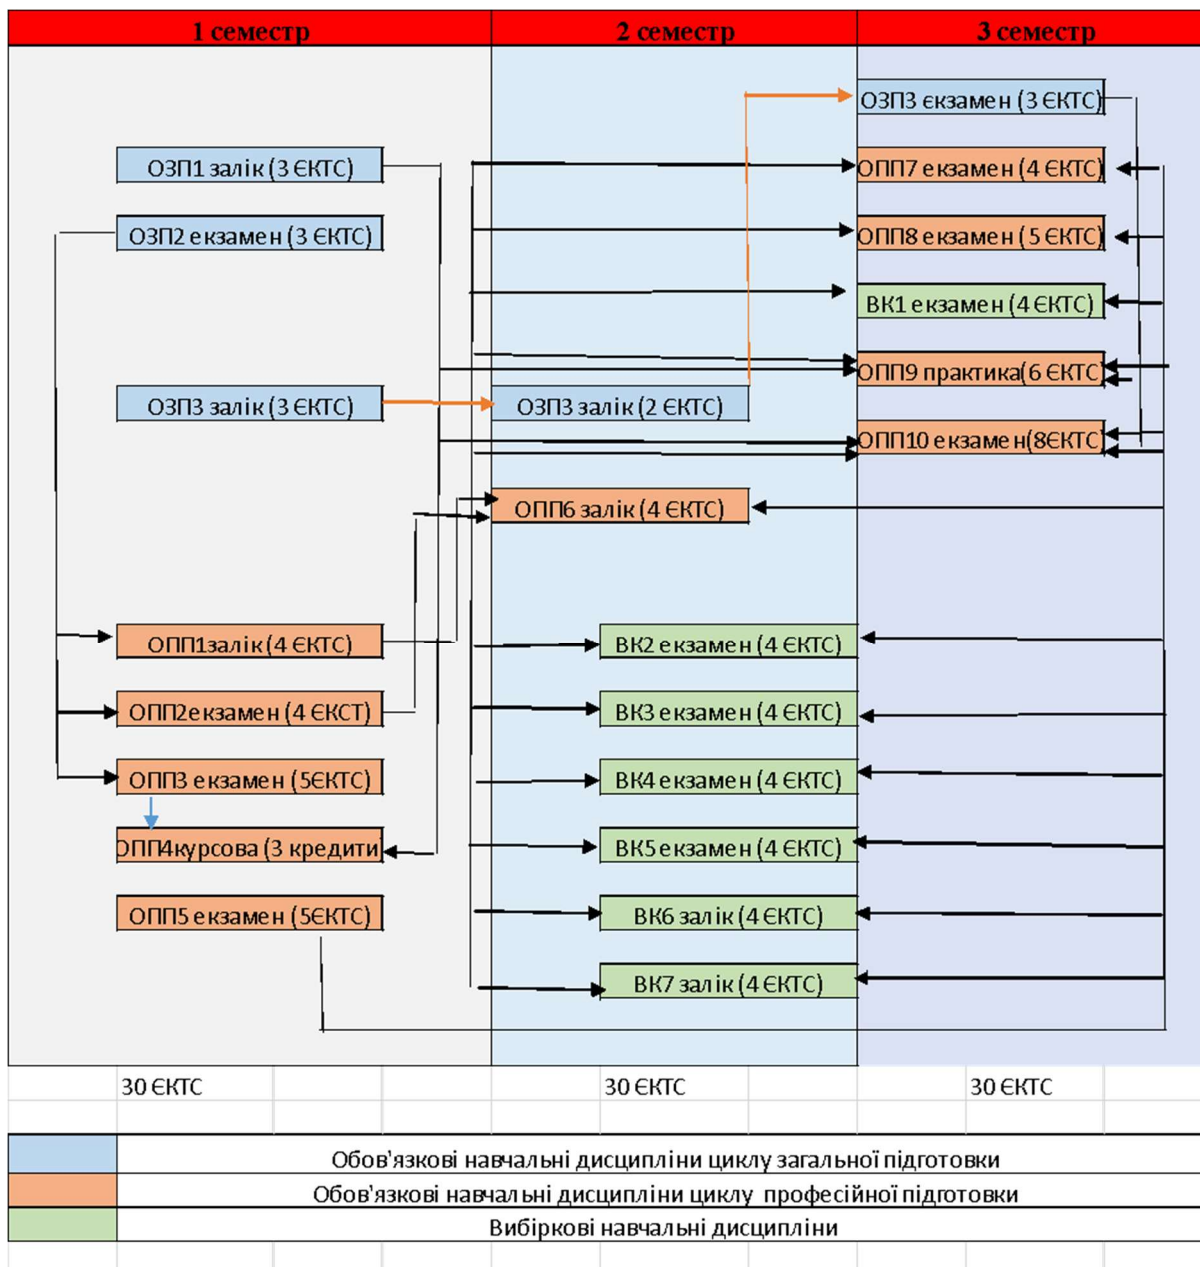 1 семестр 2 семестр 3 семестр
ОЗП3 екзамен (3 ЄКТС)
ОЗП1 залік (3 ЄКТС) ОПП7 екзамен (4 ЄКТС)
ОЗП2 екзамен (3 ЄКТС) ОПП8 екзамен (5 ЄКТС)
ВК1 екзамен (4 ЄКТС)
ОПП9 практика(6 ЄКТС)
ОЗП3 залік (3 ЄКТС) ОЗП3 залік (2 ЄКТС)
ОПП10 екзамен(8ЄКТС)
ОПП6 залік (4 ЄКТС)
ОПП1залік (4 ЄКТС) ВК2 екзамен (4 ЄКТС)
ОПП2екзамен (4 ЄКСТ) ВК3 екзамен (4 ЄКТС)
ОПП3 екзамен (5ЄКТС) ВК4 екзамен (4 ЄКТС)
ОПП4курсова (3 кредити ВК5 екзамен (4 ЄКТС)
ОПП5 екзамен (5ЄКТС) ВК6 залік (4 ЄКТС)
ВК7 залік (4 ЄКТС)
30 ЄКТС 30 ЄКТС 30 ЄКТС
Обов'язкові навчальні дисципліни циклу загальної підготовки
Обов'язкові навчальні дисципліни циклу професійної підготовки
Вибіркові навчальні дисципліни